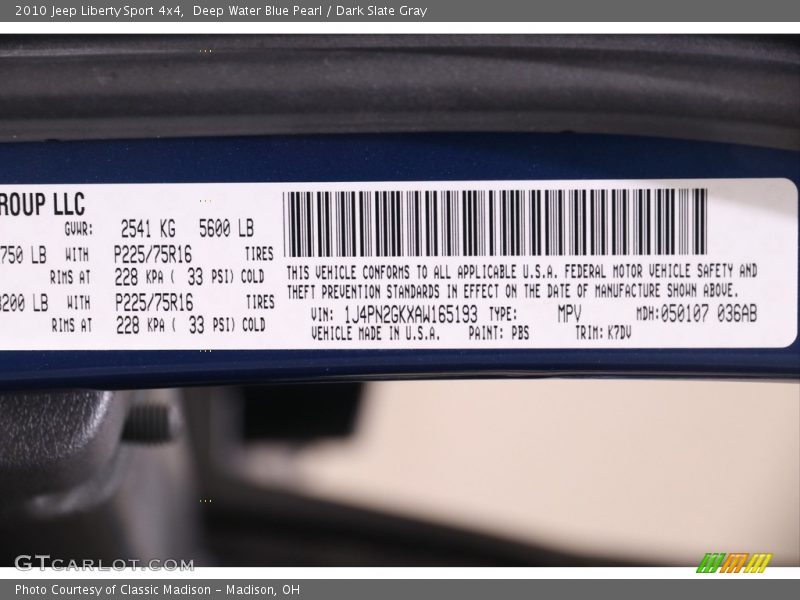 2010 Jeep Liberty Sport 4x4,  Deep Water Blue Pearl / Dark Slate Gray
ROUP LLC
GVWR: 2541 KG 5600 LB
750 LB WITH P225/75R16 TIRES
RIMS AT 228 KPA ( 33 PSI) COLD
200 LB WITH P225/75R16 TIRES
RIMS AT 228 KPA ( 33 PSI) COLD
THIS VEHICLE CONFORMS TO ALL APPLICABLE U.S.A. FEDERAL MOTOR VEHICLE SAFETY AND
THEFT PREVENTION STANDARDS IN EFFECT ON THE DATE OF MANUFACTURE SHOWN ABOVE.
VIN: 1J4PN2GKXAW165193 TYPE: MPV MDH:050107 036AB
VEHICLE MADE IN U.S.A. PAINT: PBS TRIM: K7DV
GTCARLOT.COM
Photo Courtesy of Classic Madison - Madison, OH